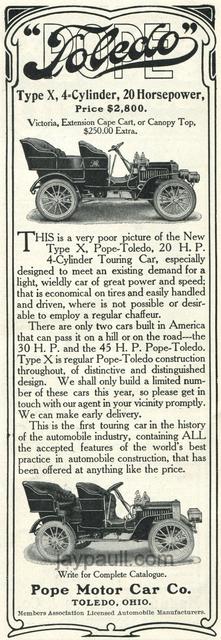 POPE
"Toledo"
Type X, 4-Cylinder, 20 Horsepower,
Price $2,800.
Victoria, Extension Cape Cart, or Canopy Top,
$250.00 Extra.
THIS is a very poor picture of the New
Type X, Pope-Toledo, 20 H. P.
4-Cylinder Touring Car, especially
designed to meet an existing demand for a
light, wieldly car of great power and speed;
that is economical on tires and easily handled
and driven, where is not possible or desir-
able to employ a regular chaffeur.
There are only two cars built in America
that can pass it on a hill or on the road—the
30 H. P. and the 45 H. P. Pope-Toledo.
Type X is regular Pope-Toledo construction
throughout, of distinctive and distinguished
design. We shall only build a limited num-
ber of these cars this year, so please get in
touch with our agent in your vicinity promptly.
We can make early delivery.
This is the first touring car in the history
of the automobile industry, containing ALL
the accepted features of the world's best
practice in automobile construction, that has
been offered at anything like the price.
Write for Complete Catalogue.
Pope Motor Car Co.
TOLEDO, OHIO.
Members Association Licensed Automobile Manufacturers.